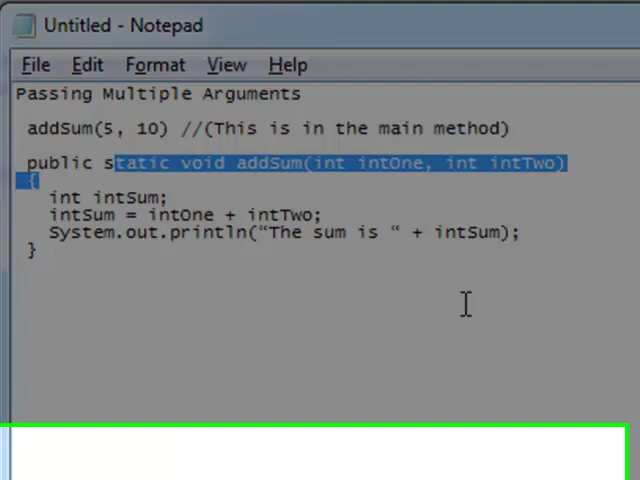 Untitled - Notepad
File Edit Format View Help
Passing Multiple Arguments
addSum(5, 10) //(This is in the main method)
public static void addSum(int intOne, int intTwo)
{
int intSum;
intSum = intOne + intTwo;
System.out.println(“The sum is “ + intSum);
}